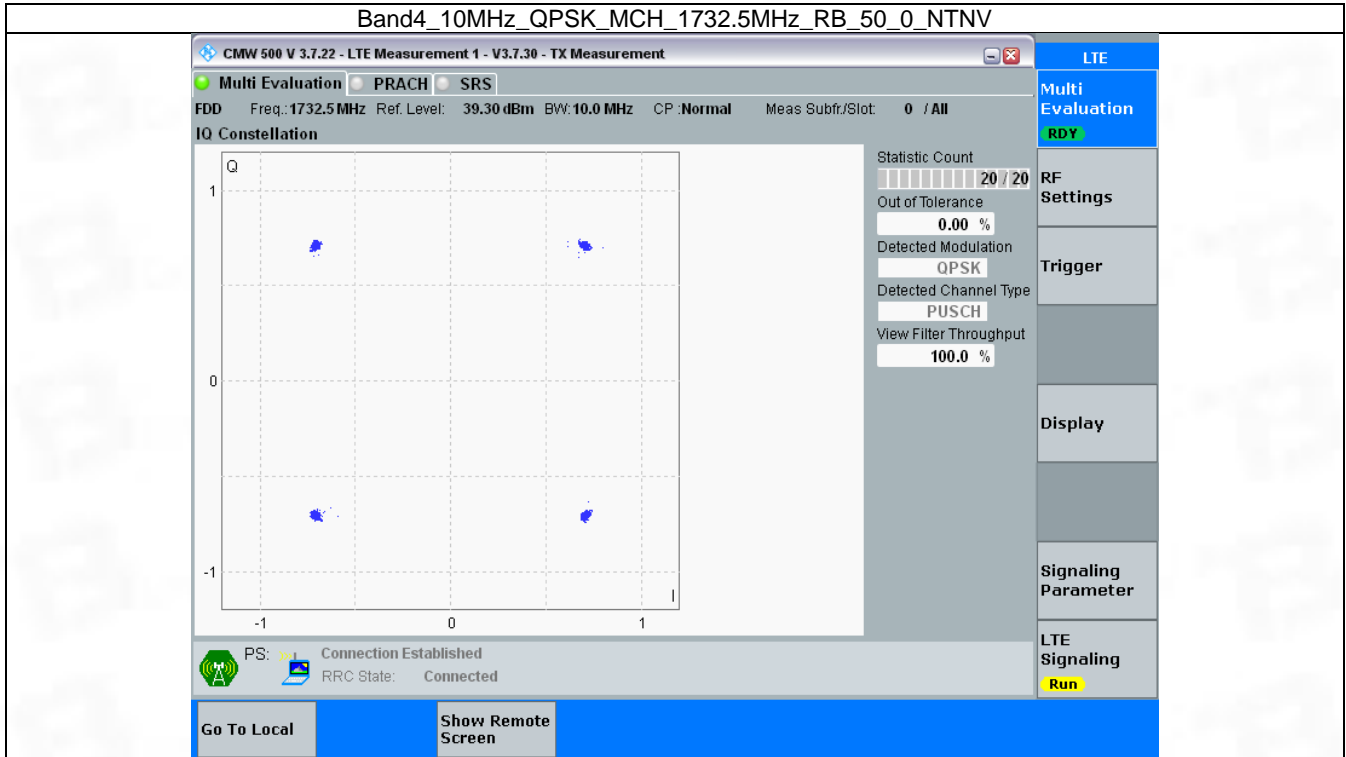 Band4_10MHz_QPSK_MCH_1732.5MHz_RB_50_0_NTNV
CMW 500 V 3.7.22 - LTE Measurement 1 - V3.7.30 - TX Measurement
LTE
Multi Evaluation PRACH SRS
Multi
Evaluation
RDY
FDD Freq.: 1732.5 MHz Ref. Level: 39.30 dBm BW: 10.0 MHz CP : Normal Meas Subfr./Slot: 0 / All
IQ Constellation
Q
1
0
-1
I
-1 0 1
Statistic Count
20 / 20
Out of Tolerance
0.00 %
Detected Modulation
QPSK
Detected Channel Type
PUSCH
View Filter Throughput
100.0 %
RF
Settings
Trigger
Display
Signaling
Parameter
LTE
Signaling
Run
PS: Connection Established
RRC State: Connected
Go To Local
Show Remote
Screen